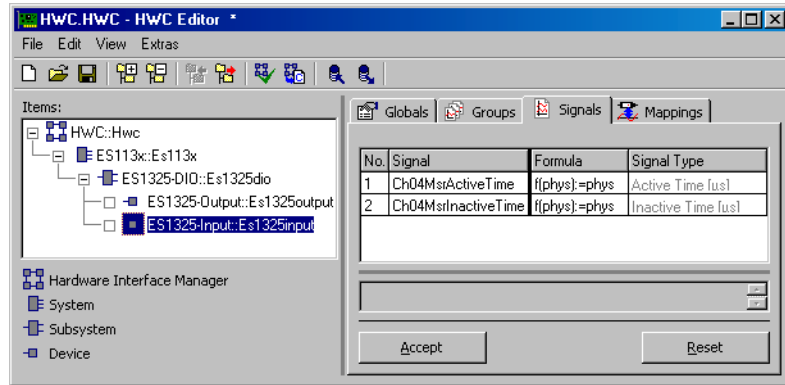 HWC.HWC - HWC Editor *
File Edit View Extras
Items:
HWC::Hwc
ES113x::Es113x
ES1325-DIO::Es1325dio
ES1325-Output::Es1325output
ES1325-Input::Es1325input
Hardware Interface Manager
System
Subsystem
Device
Globals Groups Signals Mappings
No. Signal Formula Signal Type
1 Ch04MsrActiveTime f(phys):=phys Active Time [us]
2 Ch04MsrInactiveTime f(phys):=phys Inactive Time [us]
Accept Reset